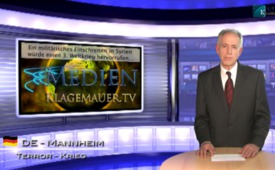 Ein militärisches Einschreiten in Syrien
würde einen 3. Weltkrieg hervorrufen
MEDIEN
KLAGEMAUER.TV
DE - MANNHEIM
TERROR - KRIEG